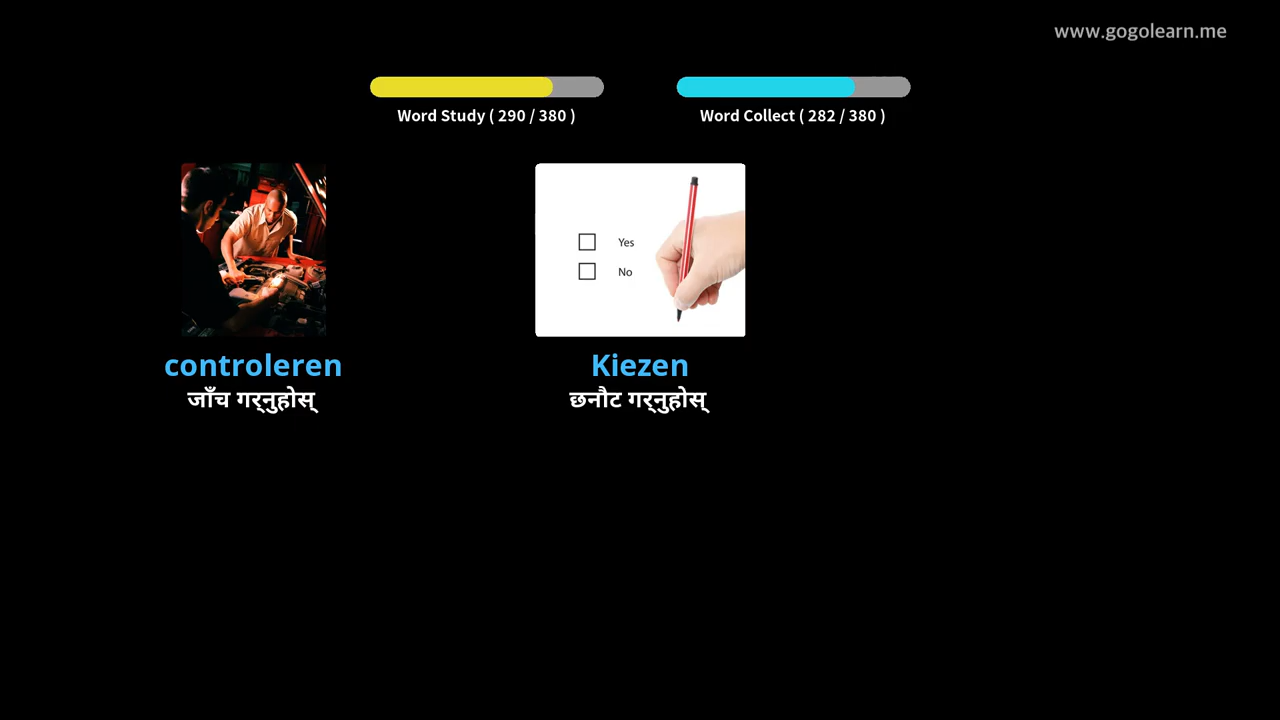 www.gogolearn.me
Word Study ( 290 / 380 )
Word Collect ( 282 / 380 )
Yes
No
controleren
जाँच गर्नुहोस्
Kiezen
छनौट गर्नुहोस्